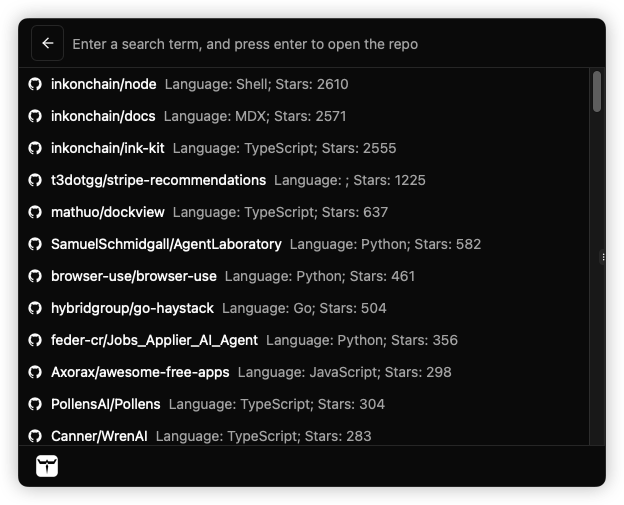 Enter a search term, and press enter to open the repo
inkonchain/node Language: Shell; Stars: 2610
inkonchain/docs Language: MDX; Stars: 2571
inkonchain/ink-kit Language: TypeScript; Stars: 2555
t3dotgg/stripe-recommendations Language: ; Stars: 1225
mathuo/dockview Language: TypeScript; Stars: 637
SamuelSchmidgall/AgentLaboratory Language: Python; Stars: 582
browser-use/browser-use Language: Python; Stars: 461
hybridgroup/go-haystack Language: Go; Stars: 504
feder-cr/Jobs_Applier_AI_Agent Language: Python; Stars: 356
Axorax/awesome-free-apps Language: JavaScript; Stars: 298
PollensAI/Pollens Language: TypeScript; Stars: 304
Canner/WrenAI Language: TypeScript; Stars: 283